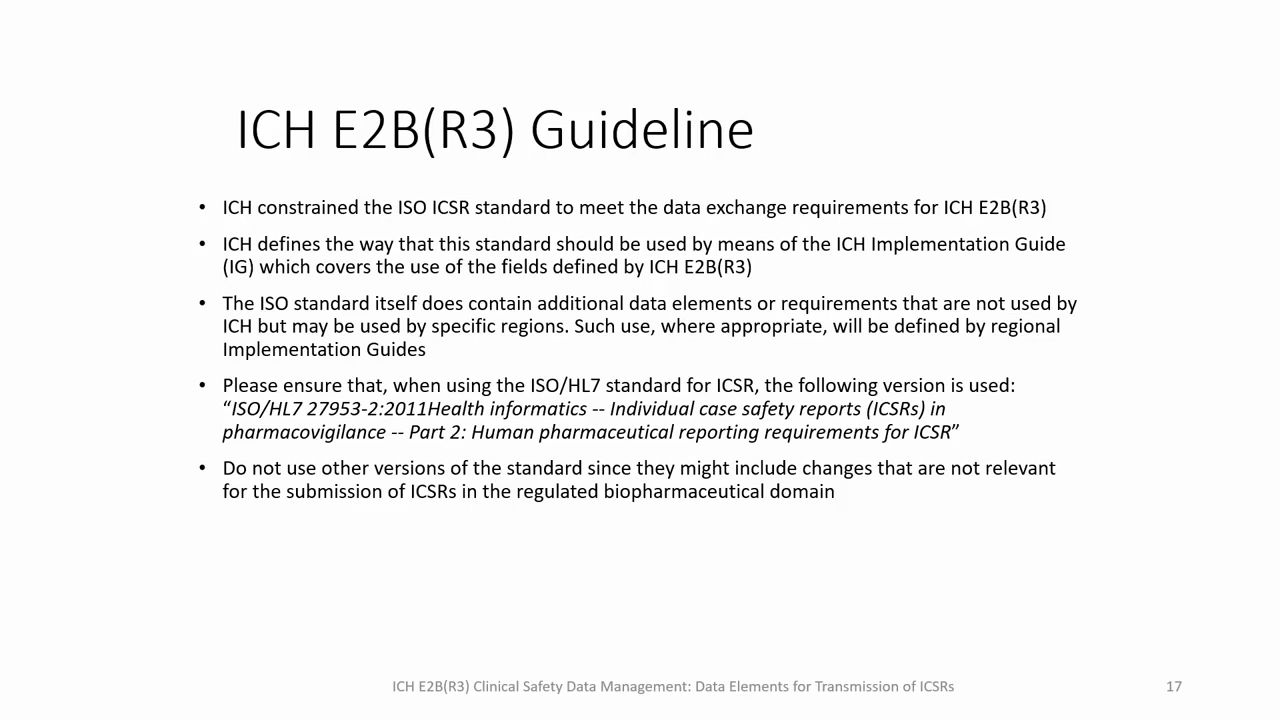 ICH E2B(R3) Guideline
• ICH constrained the ISO ICSR standard to meet the data exchange requirements for ICH E2B(R3)
• ICH defines the way that this standard should be used by means of the ICH Implementation Guide
(IG) which covers the use of the fields defined by ICH E2B(R3)
• The ISO standard itself does contain additional data elements or requirements that are not used by
ICH but may be used by specific regions. Such use, where appropriate, will be defined by regional
Implementation Guides
• Please ensure that, when using the ISO/HL7 standard for ICSR, the following version is used:
“ISO/HL7 27953-2:2011Health informatics -- Individual case safety reports (ICSRs) in
pharmacovigilance -- Part 2: Human pharmaceutical reporting requirements for ICSR”
• Do not use other versions of the standard since they might include changes that are not relevant
for the submission of ICSRs in the regulated biopharmaceutical domain
ICH E2B(R3) Clinical Safety Data Management: Data Elements for Transmission of ICSRs
17